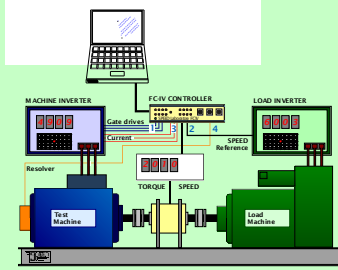 FC-IV CONTROLLER
MACHINE INVERTER
LOAD INVERTER
Gate drives
1
3
2
4
Current
SPEED
Reference
Resolver
2010
TORQUE SPEED
Test
Machine
Load
Machine